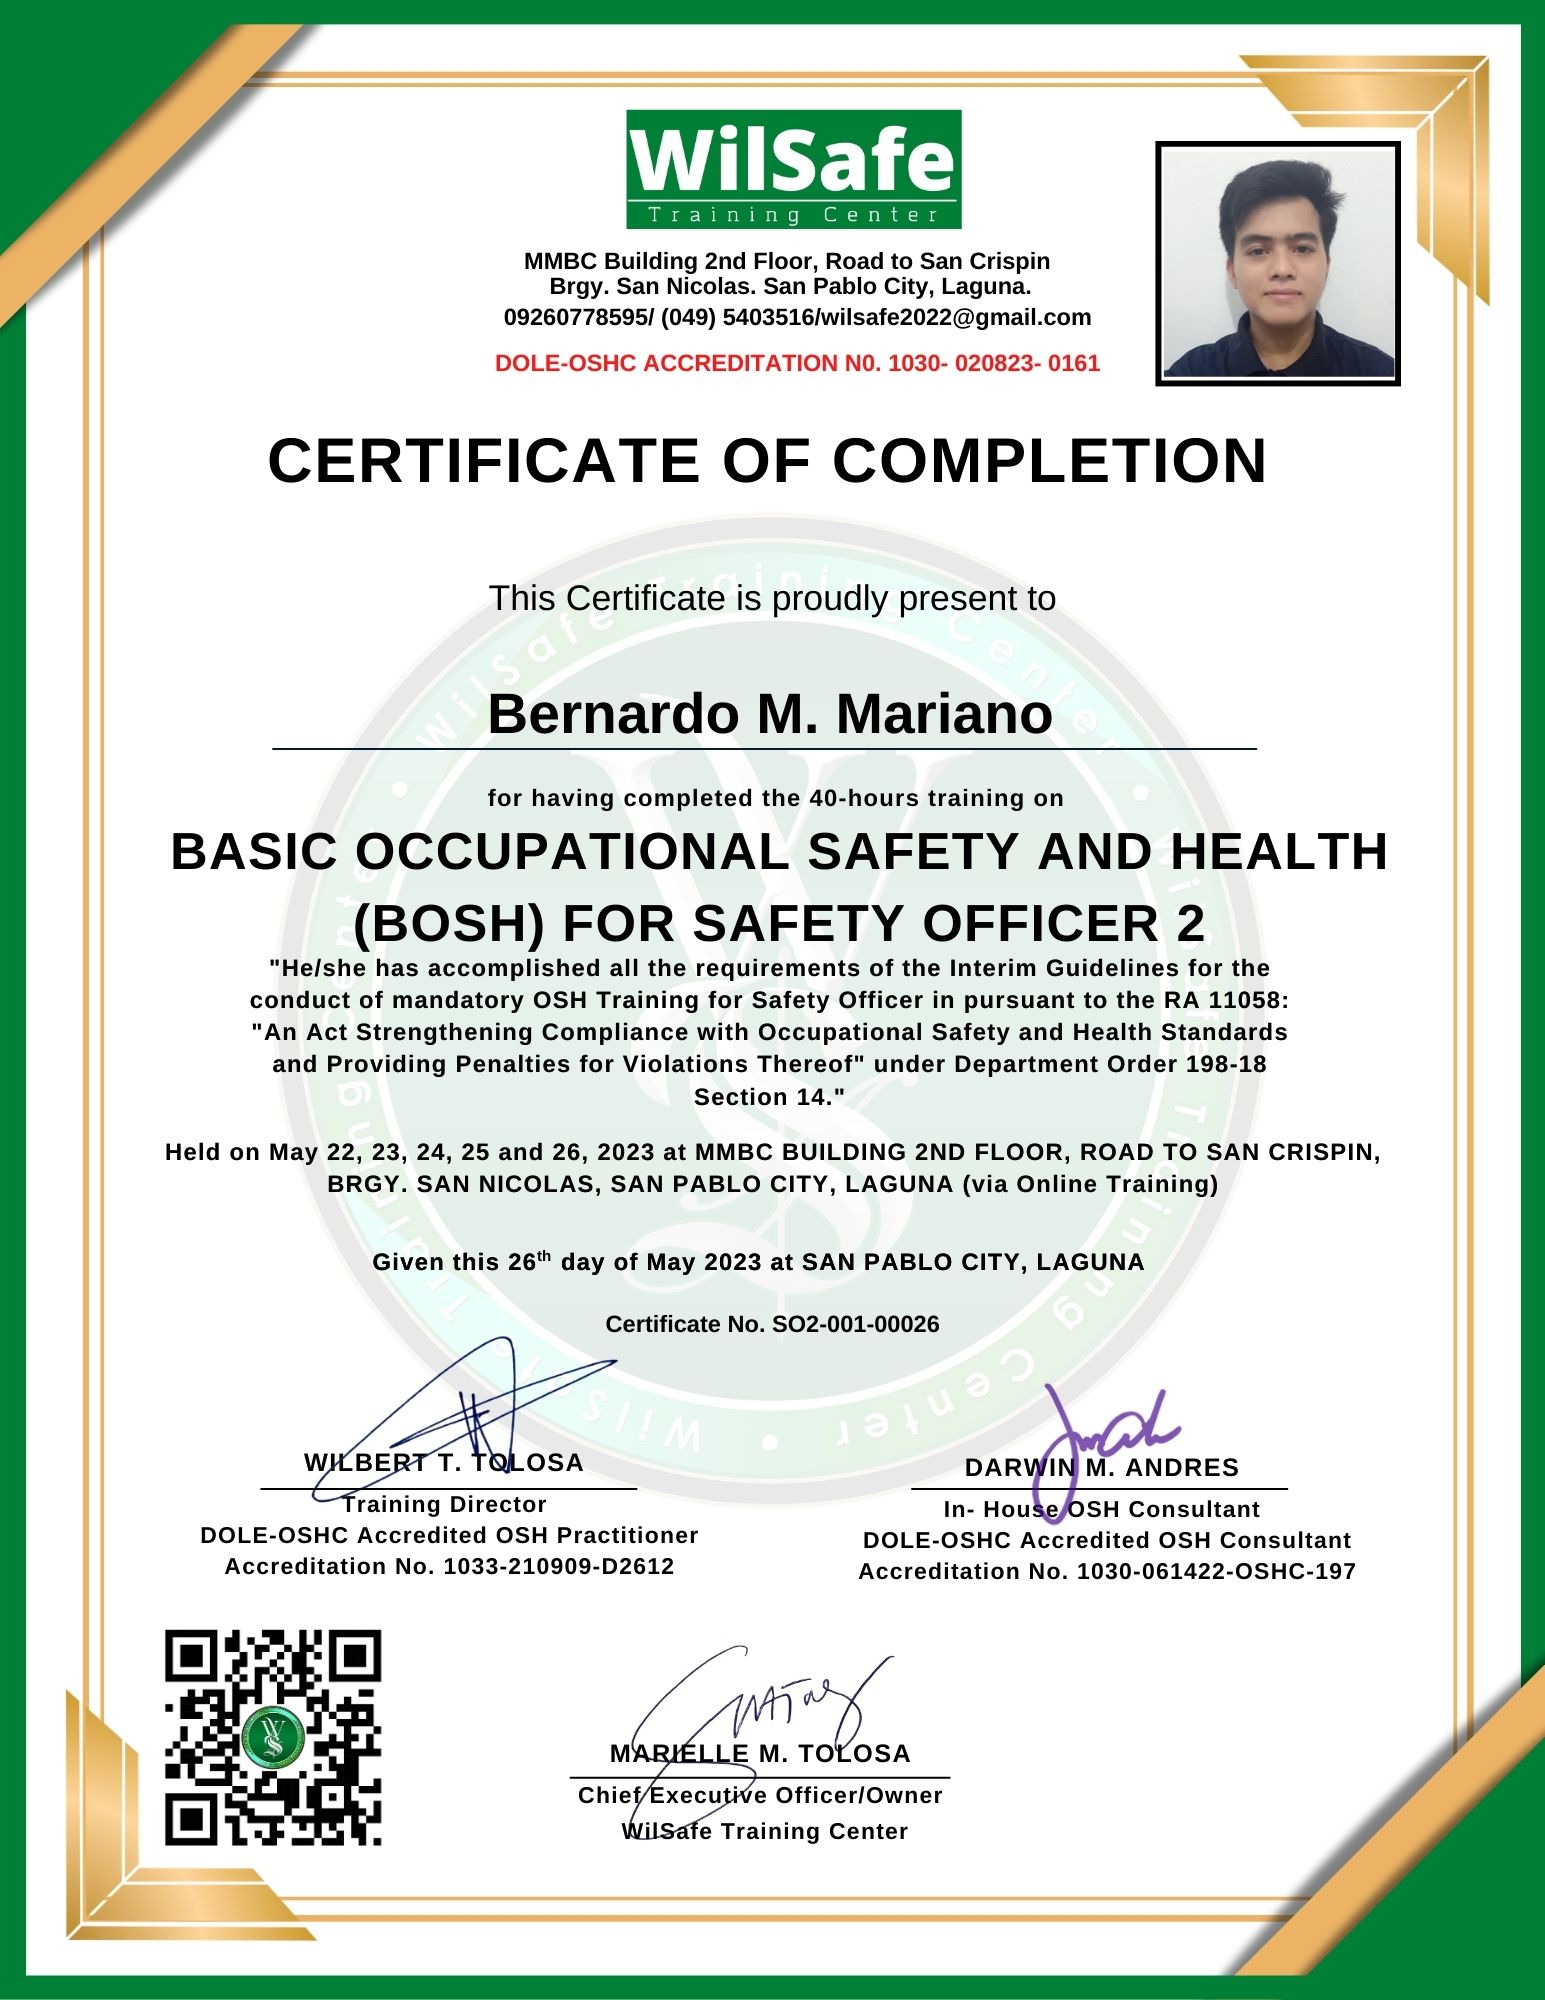 WilSafe
Training Center
MMBC Building 2nd Floor, Road to San Crispin
Brgy. San Nicolas. San Pablo City, Laguna.
09260778595/ (049) 5403516/wilsafe2022@gmail.com
DOLE-OSHC ACCREDITATION N0. 1030- 020823- 0161
CERTIFICATE OF COMPLETION
This Certificate is proudly present to
Bernardo M. Mariano
for having completed the 40-hours training on
BASIC OCCUPATIONAL SAFETY AND HEALTH
(BOSH) FOR SAFETY OFFICER 2
"He/she has accomplished all the requirements of the Interim Guidelines for the
conduct of mandatory OSH Training for Safety Officer in pursuant to the RA 11058:
"An Act Strengthening Compliance with Occupational Safety and Health Standards
and Providing Penalties for Violations Thereof" under Department Order 198-18
Section 14."
Held on May 22, 23, 24, 25 and 26, 2023 at MMBC BUILDING 2ND FLOOR, ROAD TO SAN CRISPIN,
BRGY. SAN NICOLAS, SAN PABLO CITY, LAGUNA (via Online Training)
Given this 26th day of May 2023 at SAN PABLO CITY, LAGUNA
Certificate No. SO2-001-00026
WILBERT T. TOLOSA
Training Director
DOLE-OSHC Accredited OSH Practitioner
Accreditation No. 1033-210909-D2612
DARWIN M. ANDRES
In- House OSH Consultant
DOLE-OSHC Accredited OSH Consultant
Accreditation No. 1030-061422-OSHC-197
MARIELLE M. TOLOSA
Chief Executive Officer/Owner
WilSafe Training Center
WilSafe Training Center • WilSafe Training Center • WilSafe Training Center •